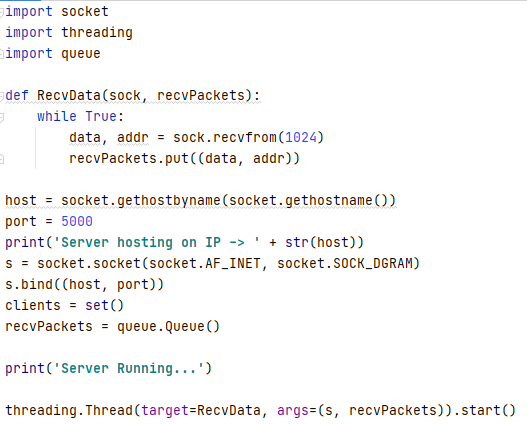 import socket
import threading
import queue

def RecvData(sock, recvPackets):
    while True:
        data, addr = sock.recvfrom(1024)
        recvPackets.put((data, addr))

host = socket.gethostbyname(socket.gethostname())
port = 5000
print('Server hosting on IP -> ' + str(host))
s = socket.socket(socket.AF_INET, socket.SOCK_DGRAM)
s.bind((host, port))
clients = set()
recvPackets = queue.Queue()

print('Server Running...')

threading.Thread(target=RecvData, args=(s, recvPackets)).start()